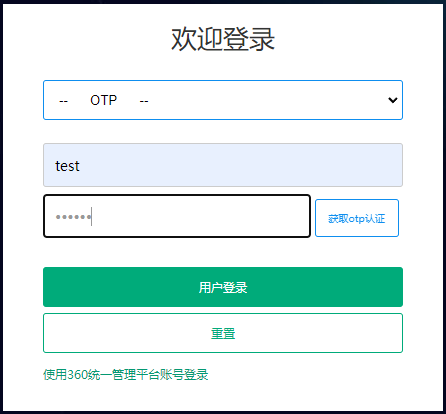 欢迎登录
-- OTP --
test
••••••
获取otp认证
用户登录
重置
使用360统一管理平台账号登录